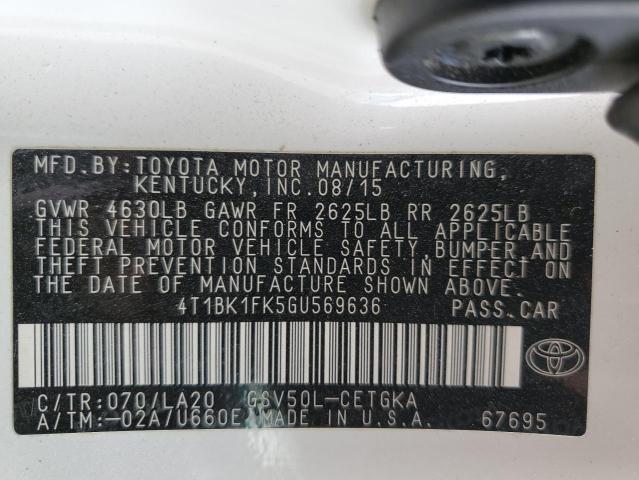 MFD.BY:TOYOTA MOTOR MANUFACTURING,
KENTUCKY,INC.08/15
GVWR 4630LB GAWR FR 2625LB RR 2625LB
THIS VEHICLE CONFORMS TO ALL APPLICABLE
FEDERAL MOTOR VEHICLE SAFETY,BUMPER,AND
THEFT PREVENTION STANDARDS IN EFFECT ON
THE DATE OF MANUFACTURE SHOWN ABOVE.
4T1BK1FK5GU569636 PASS.CAR
C/TR:070/LA20 GSV50L-CETGKA
A/TM:-02A/U660E MADE IN U.S.A. 67695